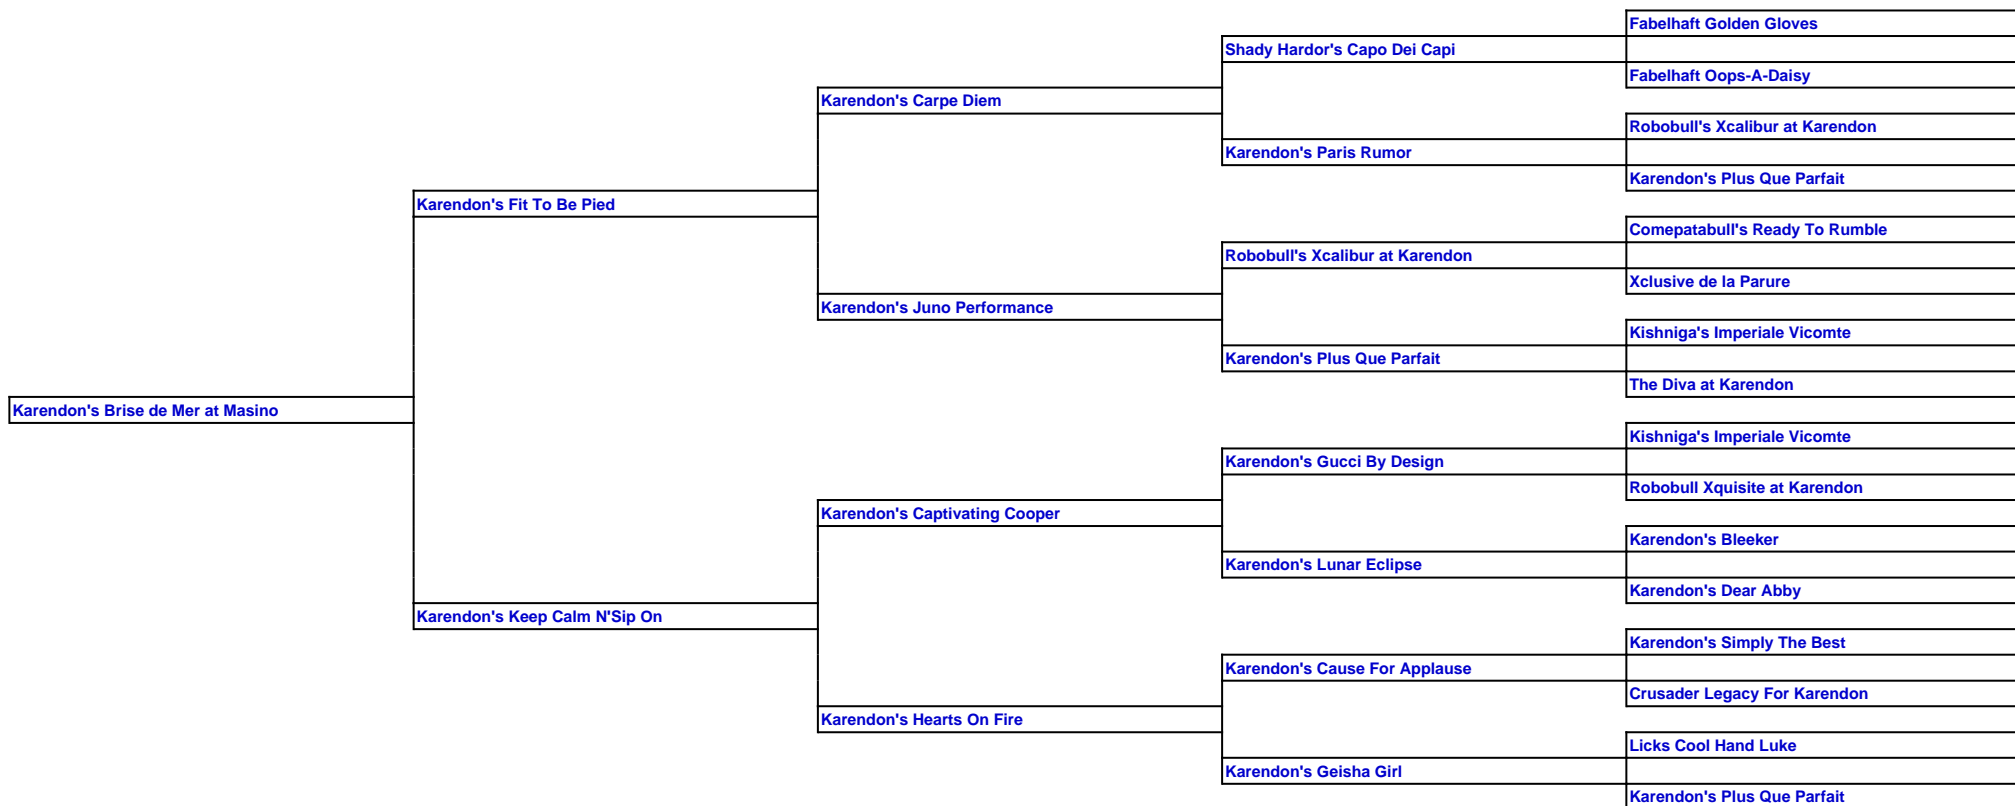 Fabelhaft Golden Gloves
Shady Hardor's Capo Dei Capi
Fabelhaft Oops-A-Daisy
Karendon's Carpe Diem
Robobull's Xcalibur at Karendon
Karendon's Paris Rumor
Karendon's Plus Que Parfait
Karendon's Fit To Be Pied
Comepatabull's Ready To Rumble
Robobull's Xcalibur at Karendon
Xclusive de la Parure
Karendon's Juno Performance
Kishniga's Imperiale Vicomte
Karendon's Plus Que Parfait
The Diva at Karendon
Karendon's Brise de Mer at Masino
Kishniga's Imperiale Vicomte
Karendon's Gucci By Design
Robobull Xquisite at Karendon
Karendon's Captivating Cooper
Karendon's Bleeker
Karendon's Lunar Eclipse
Karendon's Dear Abby
Karendon's Keep Calm N'Sip On
Karendon's Simply The Best
Karendon's Cause For Applause
Crusader Legacy For Karendon
Karendon's Hearts On Fire
Licks Cool Hand Luke
Karendon's Geisha Girl
Karendon's Plus Que Parfait